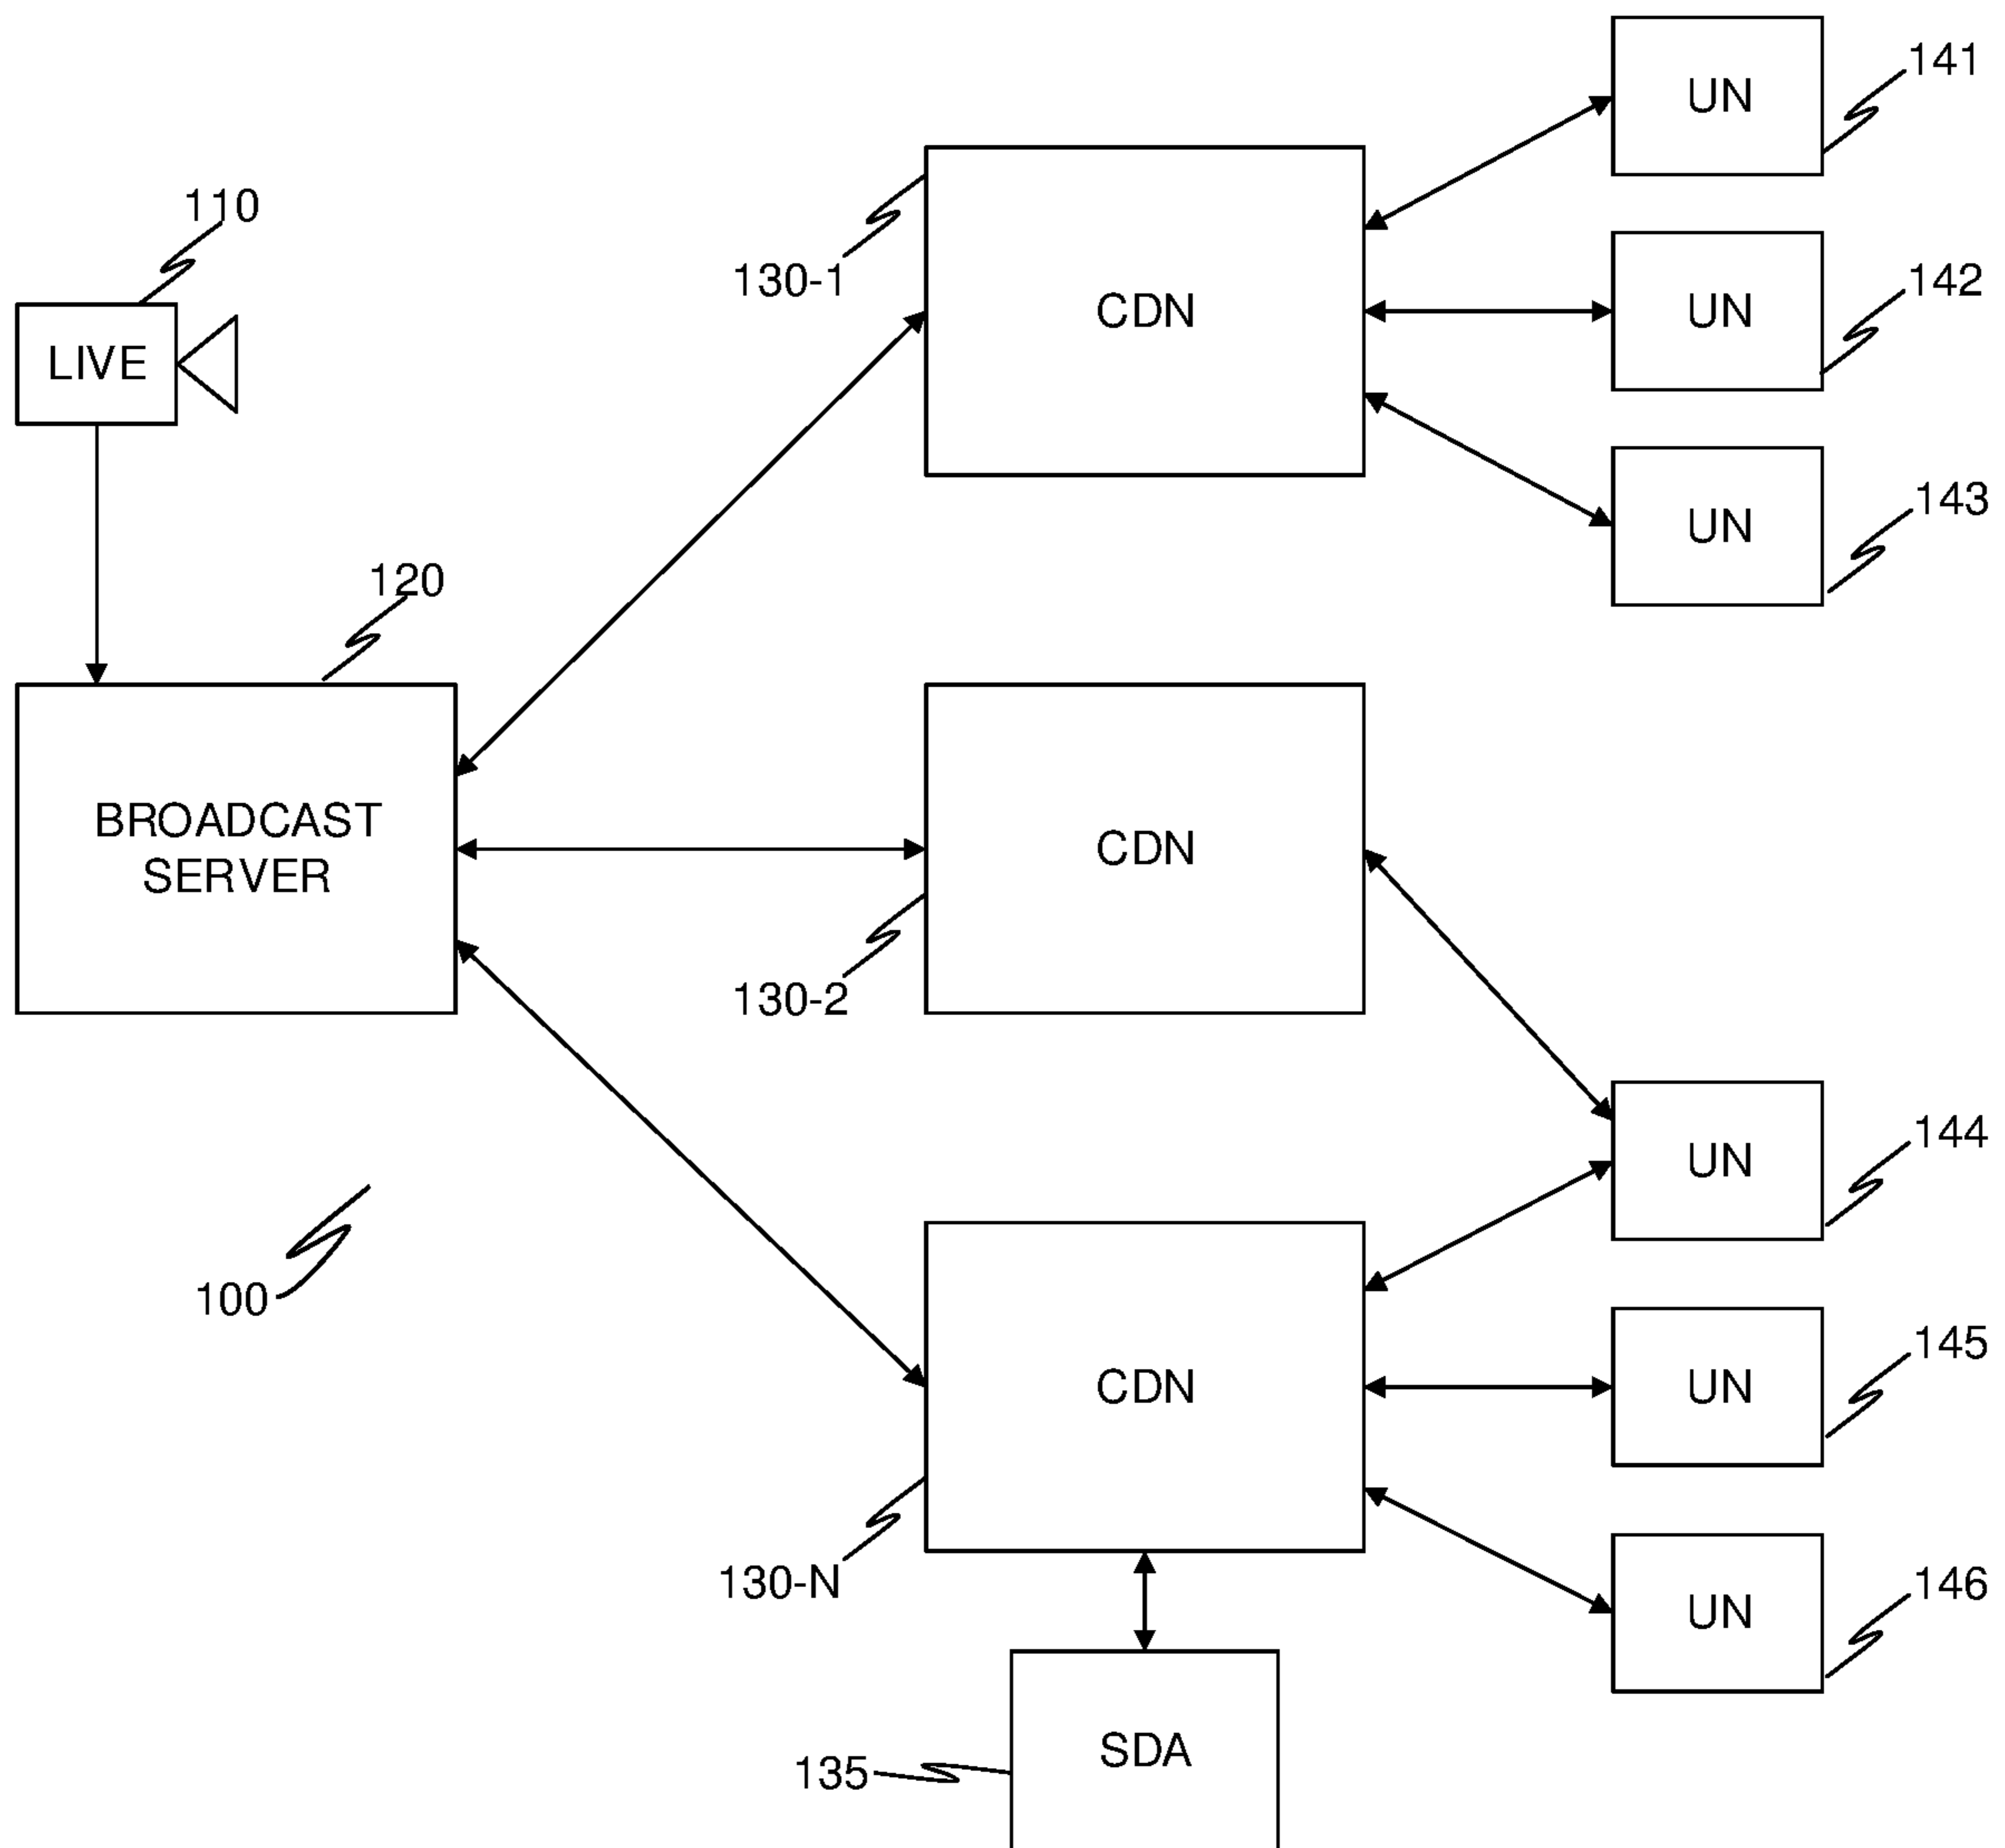 UN
141
110
130-1
CDN
UN
142
LIVE
UN
143
120
BROADCAST
SERVER
CDN
130-2
UN
144
100
CDN
UN
145
130-N
UN
146
SDA
135